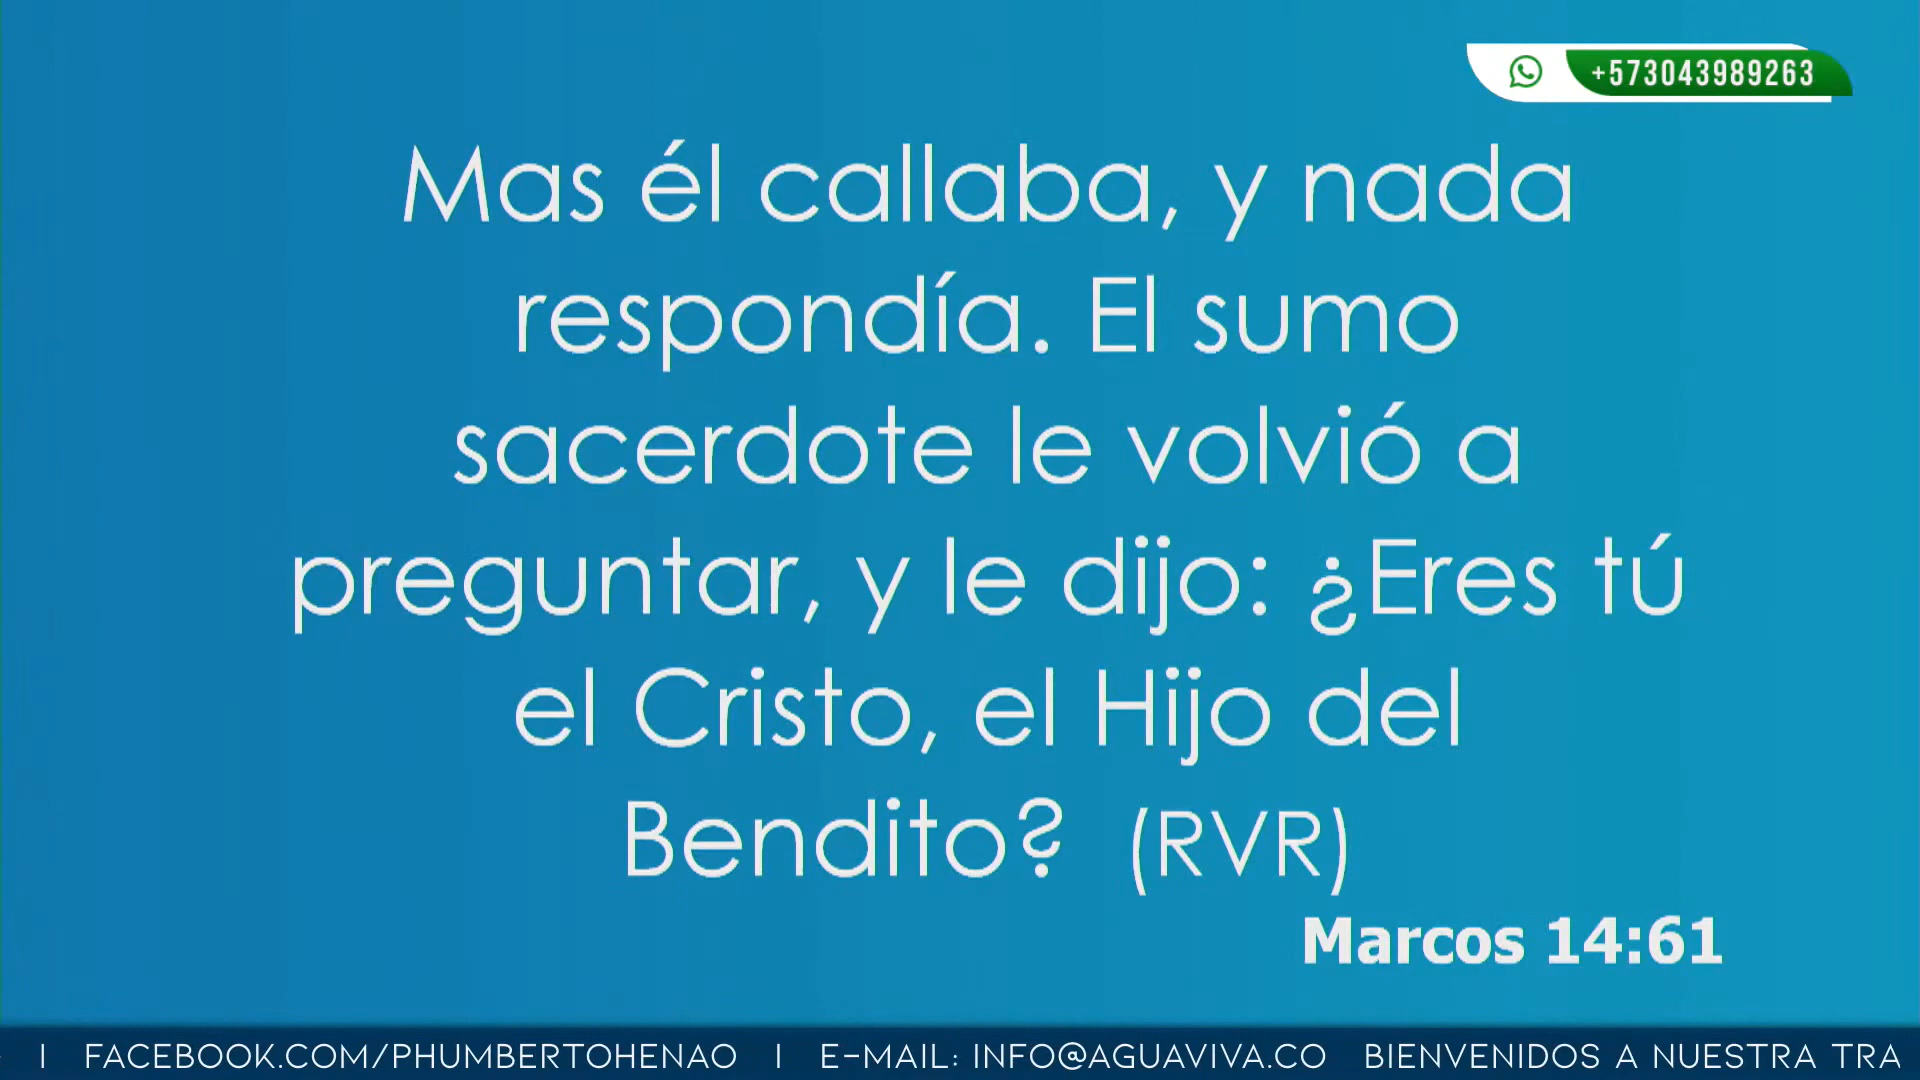 +573043989263
Mas él callaba, y nada
respondía. El sumo
sacerdote le volvió a
preguntar, y le dijo: ¿Eres tú
el Cristo, el Hijo del
Bendito? (RVR)
Marcos 14:61
| FACEBOOK.COM/PHUMBERTOHENAO | E-MAIL: INFO@AGUAVIVA.CO BIENVENIDOS A NUESTRA TRA